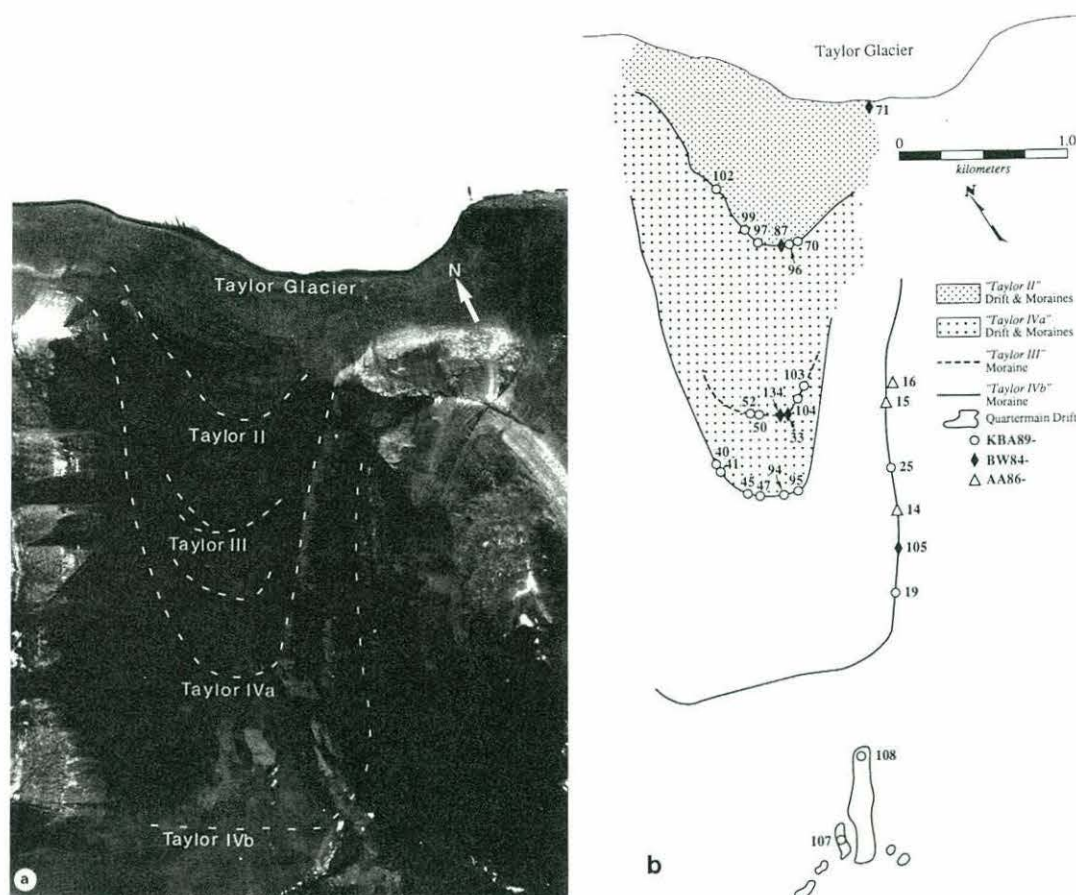 Taylor Glacier
N
Taylor II
Taylor III
Taylor IVa
Taylor IVb
a
Taylor Glacier
71
0 1.0
kilometers
N
102
99
97
87
70
96
"Taylor II"
Drift & Moraines
"Taylor IVa"
Drift & Moraines
"Taylor III"
Moraine
"Taylor IVb"
Moraine
Quartermain Drift
KBA89-
BW84-
AA86-
103
134
52
104
50
33
40
41
94
95
45
47
16
15
25
14
105
19
108
107
b